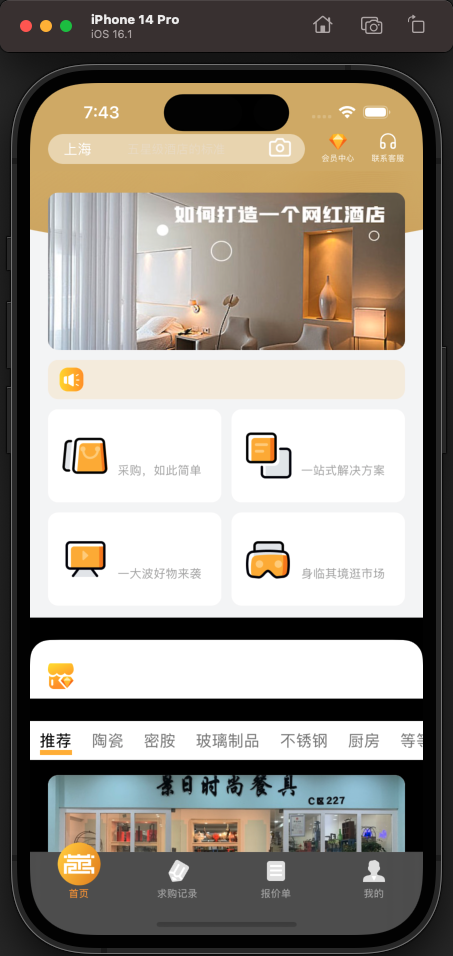 iPhone 14 Pro
iOS 16.1
7:43
上海
会员中心
联系客服
如何打造一个网红酒店
采购，如此简单
一站式解决方案
一大波好物来袭
身临其境逛市场
推荐 陶瓷 密胺 玻璃制品 不锈钢 厨房 等等
景日时尚餐具
C区227
首页
求购记录
报价单
我的